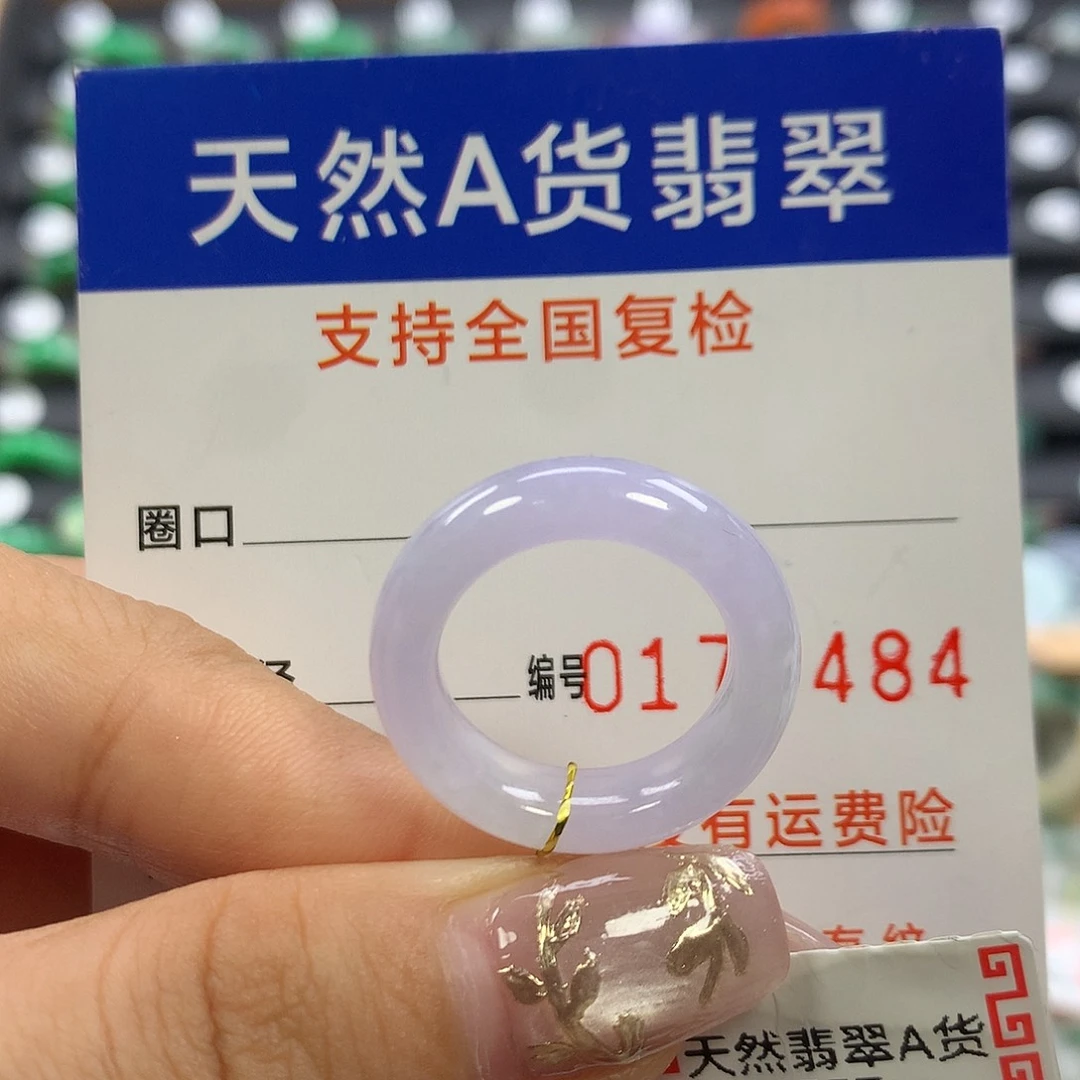 天然A货翡翠
支持全国复检
圈口
编号017 484
有运费险
天然翡翠A货